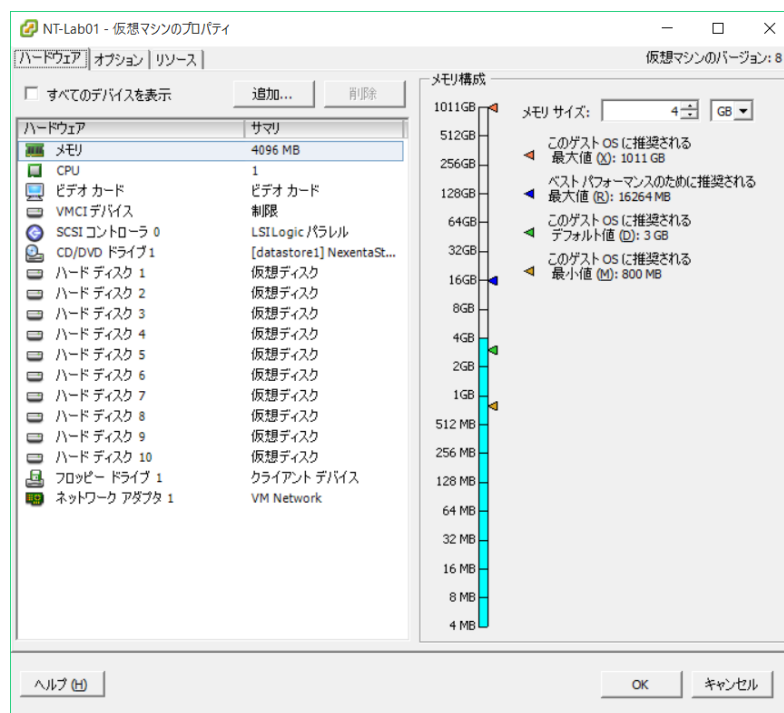 NT-Lab01 - 仮想マシンのプロパティ
ハードウェア オプション リソース
仮想マシンのバージョン: 8
すべてのデバイスを表示
追加...
削除
ハードウェア サマリ
メモリ 4096 MB
CPU 1
ビデオ カード ビデオ カード
VMCI デバイス 制限
SCSI コントローラ 0 LSI Logic パラレル
CD/DVD ドライブ 1 [datastore1] NexentaSt...
ハード ディスク 1 仮想ディスク
ハード ディスク 2 仮想ディスク
ハード ディスク 3 仮想ディスク
ハード ディスク 4 仮想ディスク
ハード ディスク 5 仮想ディスク
ハード ディスク 6 仮想ディスク
ハード ディスク 7 仮想ディスク
ハード ディスク 8 仮想ディスク
ハード ディスク 9 仮想ディスク
ハード ディスク 10 仮想ディスク
フロッピー ドライブ 1 クライアント デバイス
ネットワーク アダプタ 1 VM Network
メモリ構成
1011GB
512GB
256GB
128GB
64GB
32GB
16GB
8GB
4GB
2GB
1GB
512 MB
256 MB
128 MB
64 MB
32 MB
16 MB
8 MB
4 MB
メモリ サイズ: 4 GB
このゲスト OS に推奨される
最大値 (X): 1011 GB
ベスト パフォーマンスのために推奨される
最大値 (R): 16264 MB
このゲスト OS に推奨される
デフォルト値 (D): 3 GB
このゲスト OS に推奨される
最小値 (M): 800 MB
ヘルプ (H)
OK
キャンセル